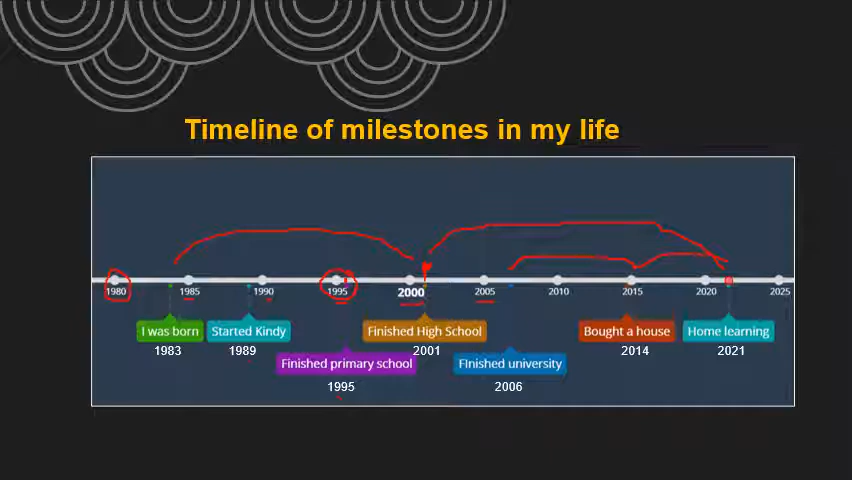 Timeline of milestones in my life
1980 1985 1990 1995 2000 2005 2010 2015 2020 2025
I was born Started Kindy Finished High School Bought a house Home learning
1983 1989 2001 2014 2021
Finished primary school FInished university
1995 2006